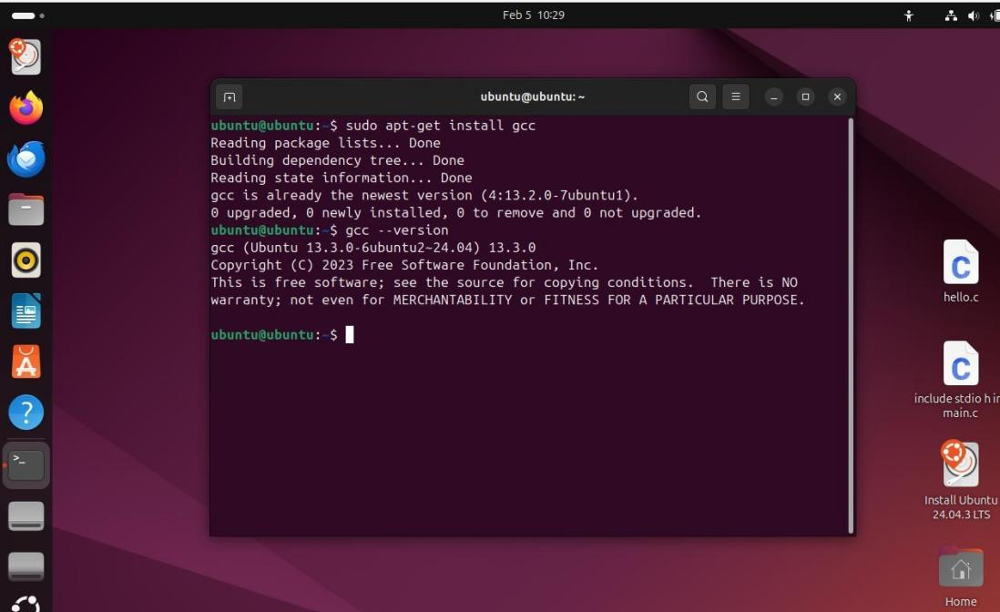 Feb 5 10:29
ubuntu@ubuntu: ~
ubuntu@ubuntu:~$ sudo apt-get install gcc
Reading package lists... Done
Building dependency tree... Done
Reading state information... Done
gcc is already the newest version (4:13.2.0-7ubuntu1).
0 upgraded, 0 newly installed, 0 to remove and 0 not upgraded.
ubuntu@ubuntu:~$ gcc --version
gcc (Ubuntu 13.3.0-6ubuntu2~24.04) 13.3.0
Copyright (C) 2023 Free Software Foundation, Inc.
This is free software; see the source for copying conditions.  There is NO
warranty; not even for MERCHANTABILITY or FITNESS FOR A PARTICULAR PURPOSE.
ubuntu@ubuntu:~$
C
hello.c
C
include stdio h in
main.c
Install Ubuntu
24.04.3 LTS
Home